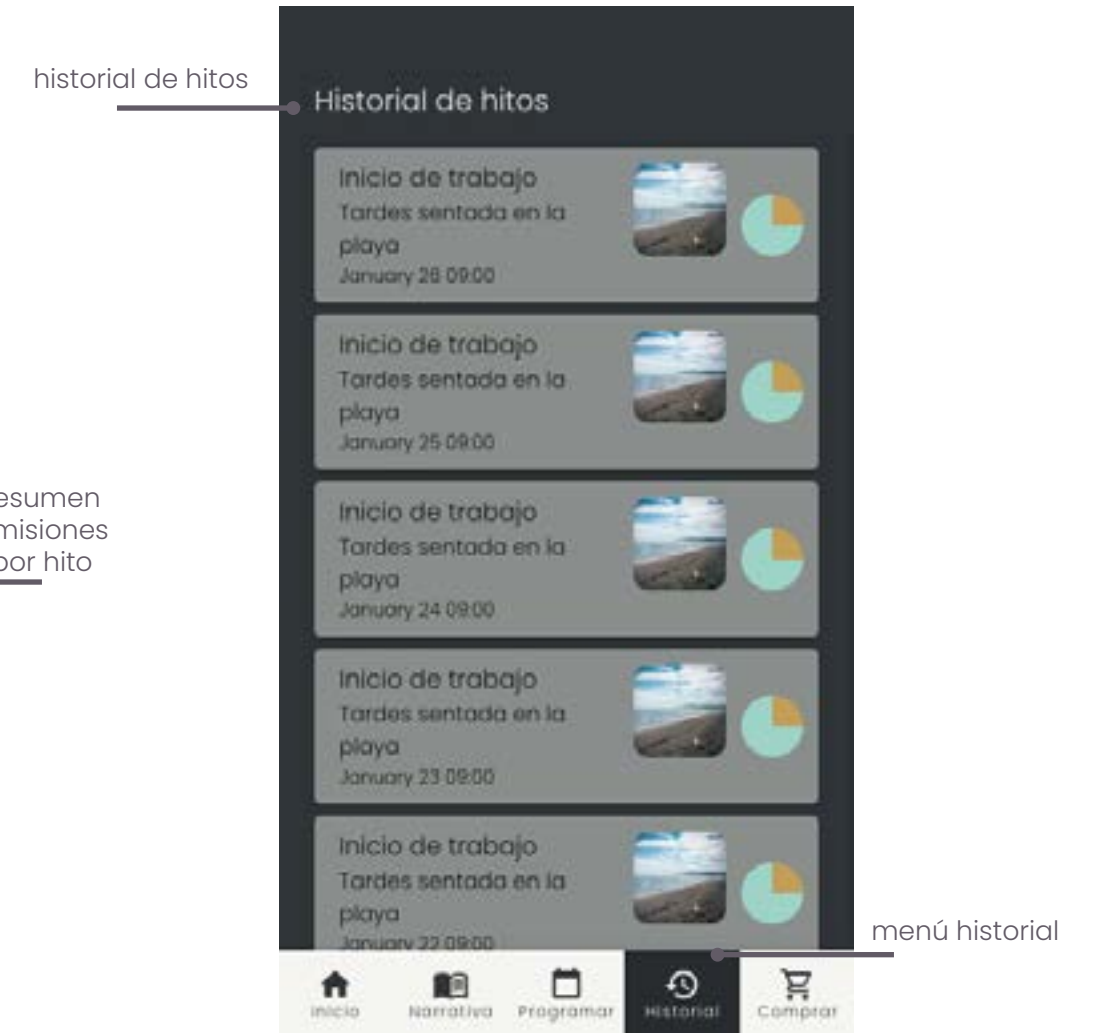 historial de hitos
Historial de hitos
Inicio de trabajo
Tardes sentada en la
playa
January 26 09:00
Inicio de trabajo
Tardes sentada en la
playa
January 25 09:00
Inicio de trabajo
Tardes sentada en la
playa
January 24 09:00
Inicio de trabajo
Tardes sentada en la
playa
January 23 09:00
Inicio de trabajo
Tardes sentada en la
playa
January 22 09:00
esumen
misiones
por hito
menú historial
Inicio
Narrativa
Programar
Historial
Comprar